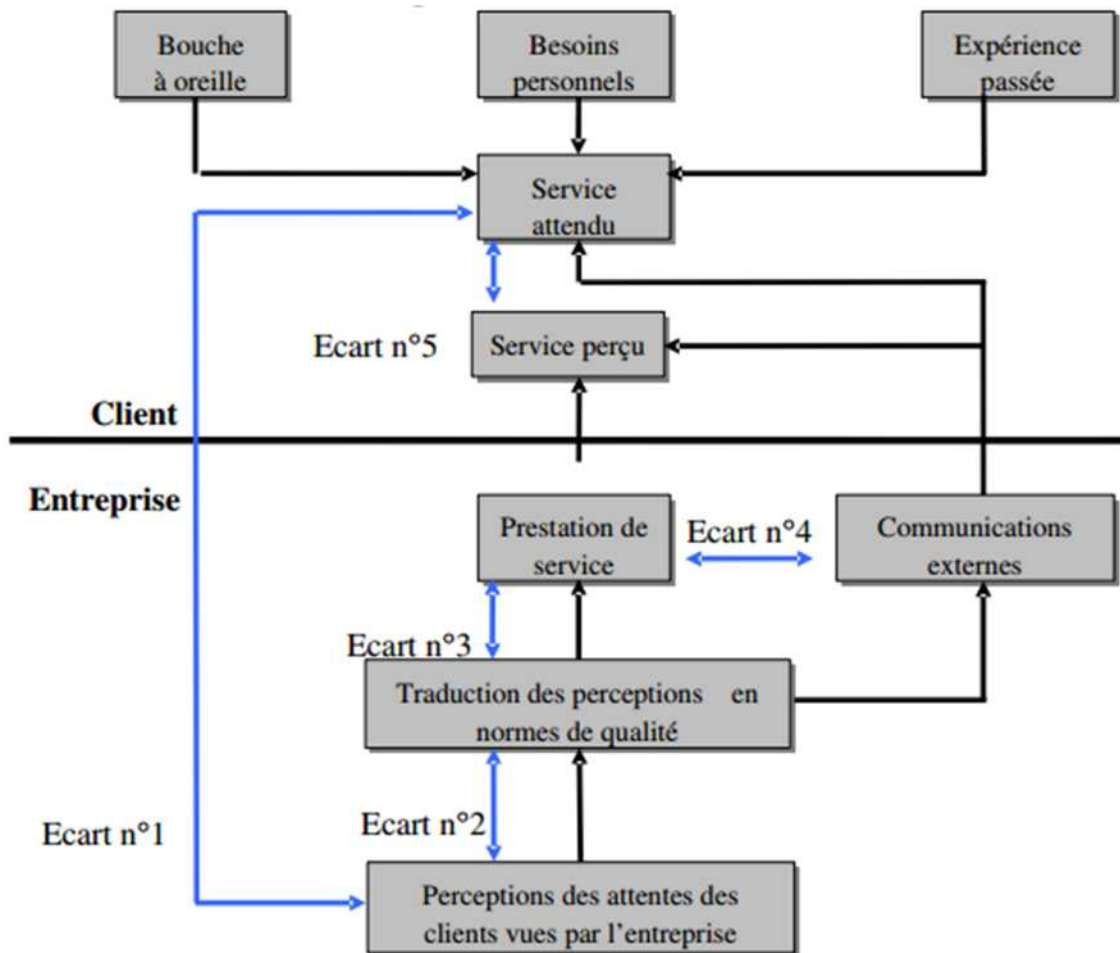 Bouche
à oreille
Besoins
personnels
Expérience
passée
Service
attendu
Ecart n°5
Service perçu
Client
Entreprise
Prestation de
service
Ecart n°4
Communications
externes
Ecart n°3
Traduction des perceptions en
normes de qualité
Ecart n°1
Ecart n°2
Perceptions des attentes des
clients vues par l’entreprise